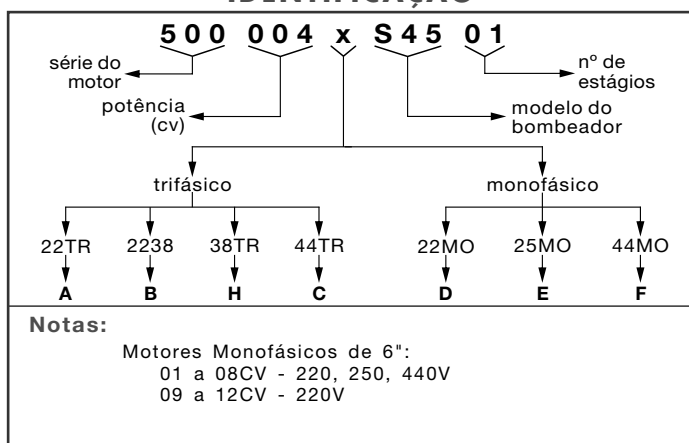 IDENTIFICAÇÃO
500 004 x S45 01
série do
motor
nº de
estágios
potência
(cv)
modelo do
bombeador
trifásico monofásico
22TR 2238 38TR 44TR 22MO 25MO 44MO
A B H C D E F
Notas:
Motores Monofásicos de 6":
01 a 08CV - 220, 250, 440V
09 a 12CV - 220V